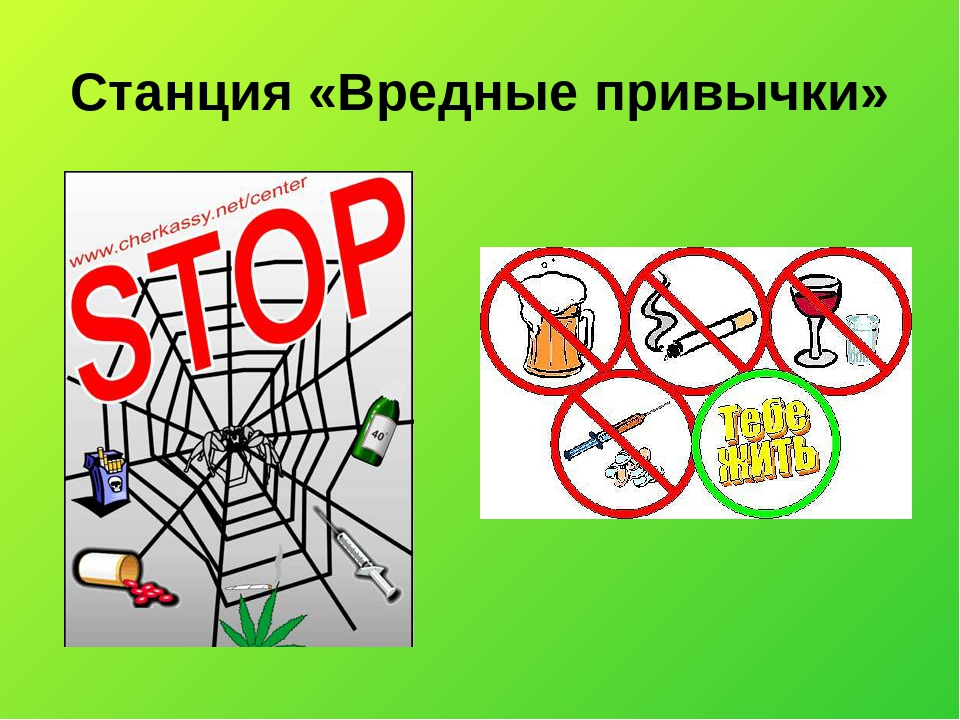 Станция «Вредные привычки»
www.cherkassy.net/center
STOP
40°
тебе
жить